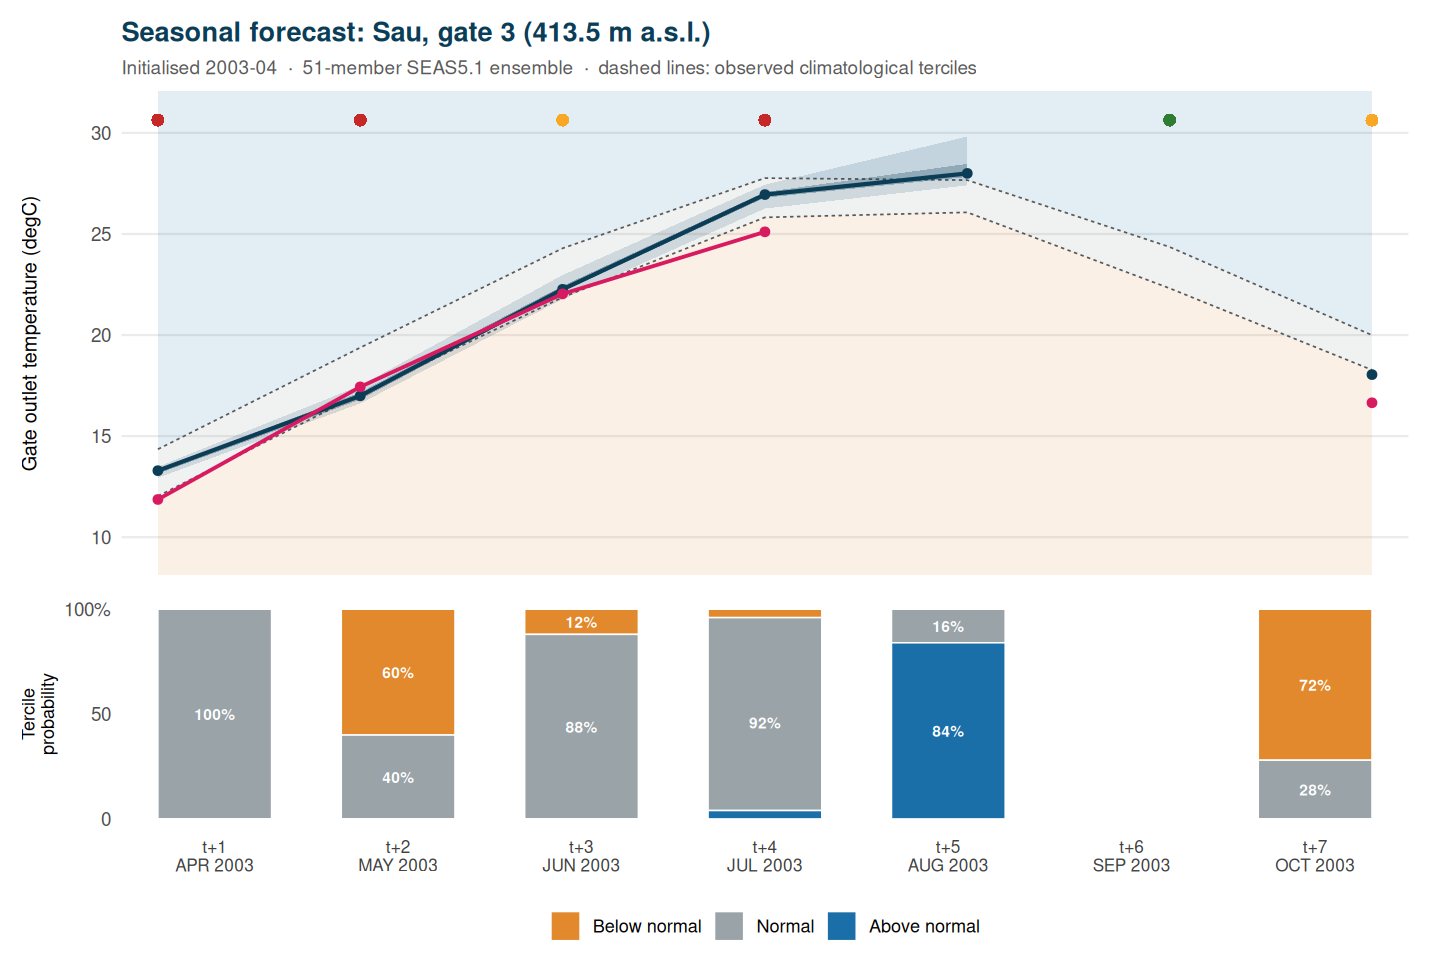 Seasonal forecast: Sau, gate 3 (413.5 m a.s.l.)
Initialised 2003-04 · 51-member SEAS5.1 ensemble · dashed lines: observed climatological terciles
Gate outlet temperature (degC)
30
25
20
15
10
Tercile
probability
100%
50
0
100%
60%
40%
12%
88%
92%
16%
84%
72%
28%
t+1
APR 2003
t+2
MAY 2003
t+3
JUN 2003
t+4
JUL 2003
t+5
AUG 2003
t+6
SEP 2003
t+7
OCT 2003
Below normal
Normal
Above normal